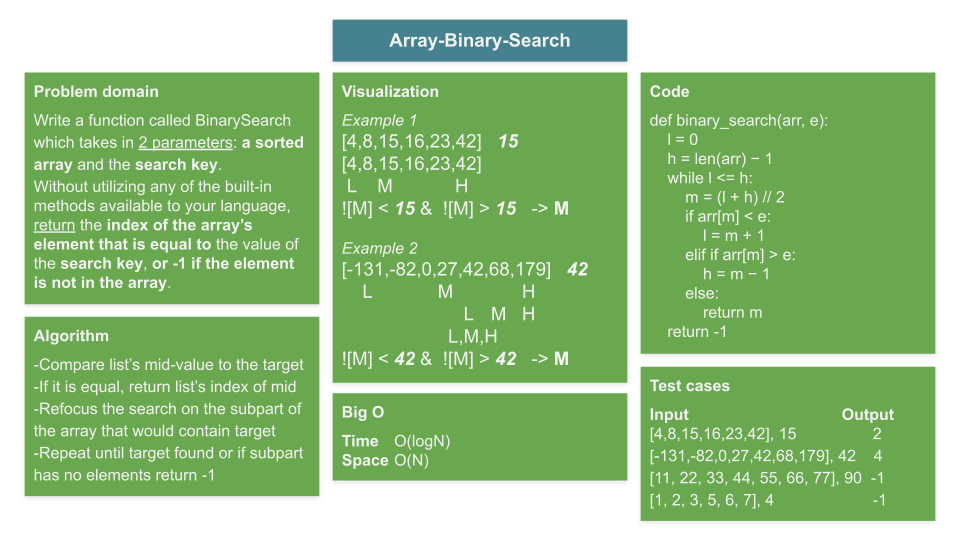 Array-Binary-Search
Problem domain
Write a function called BinarySearch
which takes in 2 parameters: a sorted
array and the search key.
Without utilizing any of the built-in
methods available to your language,
return the index of the array’s
element that is equal to the value of
the search key, or -1 if the element
is not in the array.
Algorithm
-Compare list’s mid-value to the target
-If it is equal, return list’s index of mid
-Refocus the search on the subpart of
the array that would contain target
-Repeat until target found or if subpart
has no elements return -1
Visualization
Example 1
[4,8,15,16,23,42] 15
[4,8,15,16,23,42]
L M H
![M] < 15 & ![M] > 15 -> M
Example 2
[-131,-82,0,27,42,68,179] 42
L M H
L M H
L,M,H
![M] < 42 & ![M] > 42 -> M
Big O
Time O(logN)
Space O(N)
Code
def binary_search(arr, e):
l = 0
h = len(arr) − 1
while l <= h:
m = (l + h) // 2
if arr[m] < e:
l = m + 1
elif if arr[m] > e:
h = m − 1
else:
return m
return -1
Test cases
Input Output
[4,8,15,16,23,42], 15 2
[-131,-82,0,27,42,68,179], 42 4
[11, 22, 33, 44, 55, 66, 77], 90 -1
[1, 2, 3, 5, 6, 7], 4 -1